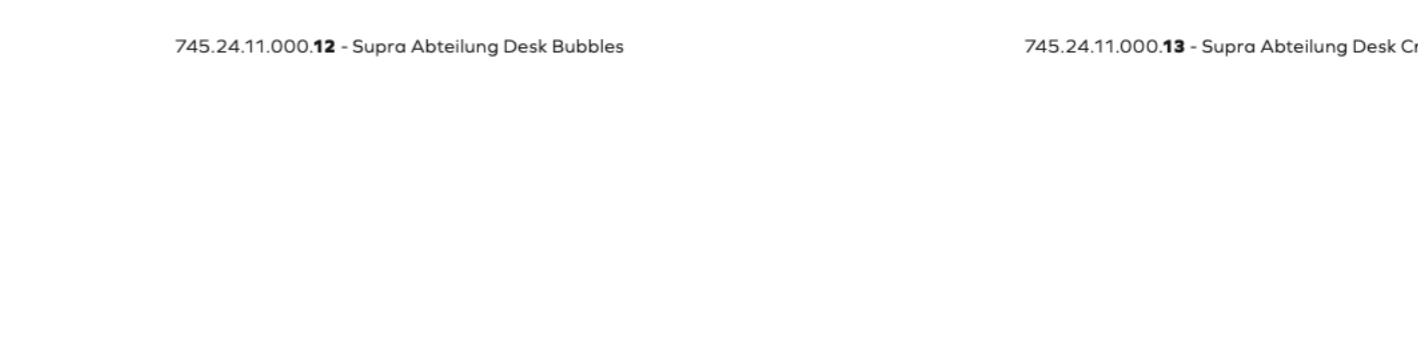 745.24.11.000.12 - Supra Abteilung Desk Bubbles
745.24.11.000.13 - Supra Abteilung Desk